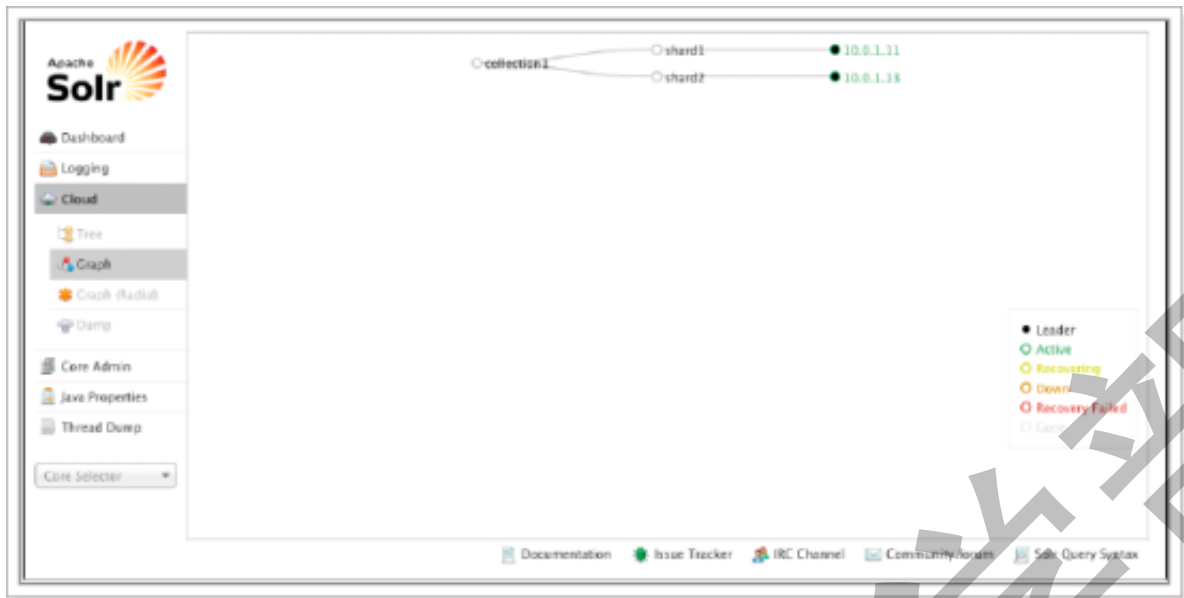 Apache
Solr
Dashboard
Logging
Cloud
Tree
Graph
Graph (Radial)
Dump
Core Admin
Java Properties
Thread Dump
Core Selector
collection1
shard1
10.0.1.11
shard2
10.0.1.13
Leader
Active
Recovering
Down
Recovery Failed
Documentation
Issue Tracker
IRC Channel
Community forum
Solr Query Syntax